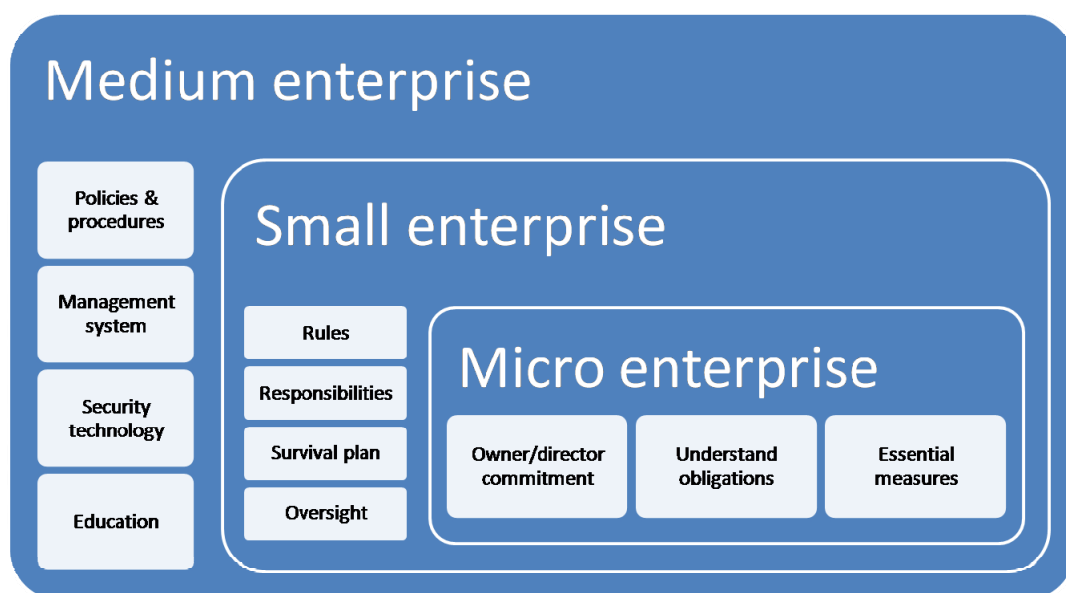 Medium enterprise
Policies &
procedures
Management
system
Security
technology
Education
Small enterprise
Rules
Responsibilities
Survival plan
Oversight
Micro enterprise
Owner/director
commitment
Understand
obligations
Essential
measures